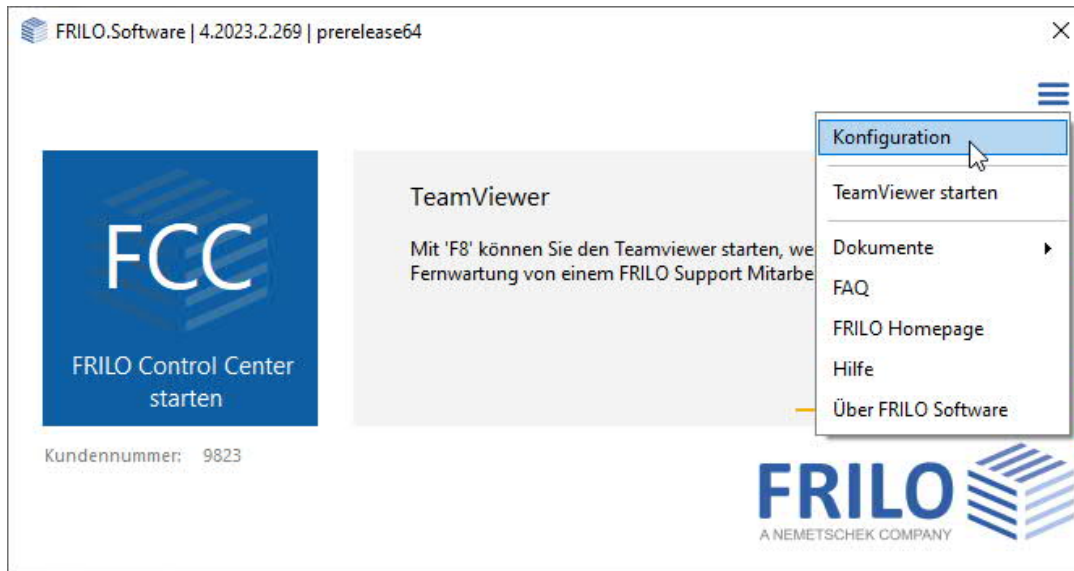 FRILO.Software | 4.2023.2.269 | prerelease64
Konfiguration
TeamViewer starten
Dokumente
FAQ
FRILO Homepage
Hilfe
Über FRILO Software
FCC
FRILO Control Center
starten
TeamViewer
Mit 'F8' können Sie den Teamviewer starten,
Fernwartung von einem FRILO Support
Kundennummer: 9823
FRILO
A NEMETSCHEK COMPANY